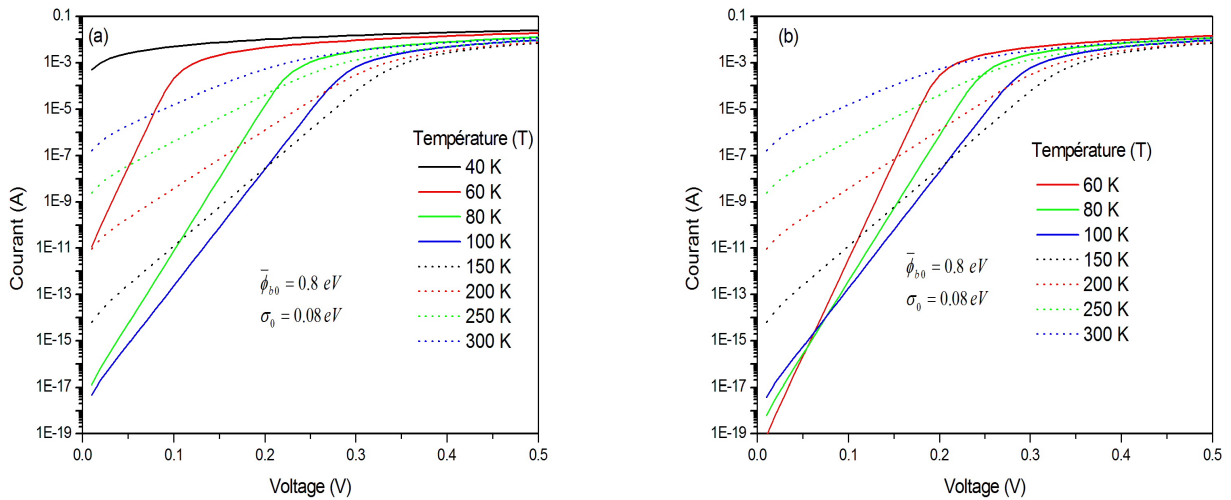 (a)
0.1
1E-3
1E-5
1E-7
1E-9
1E-11
1E-13
1E-15
1E-17
1E-19
Courant (A)
0.0 0.1 0.2 0.3 0.4 0.5
Voltage (V)
Température (T)
40 K
60 K
80 K
100 K
150 K
200 K
250 K
300 K
ϕ̅b0 = 0.8 eV
σ0 = 0.08 eV
(b)
0.1
1E-3
1E-5
1E-7
1E-9
1E-11
1E-13
1E-15
1E-17
1E-19
Courant (A)
0.0 0.1 0.2 0.3 0.4 0.5
Voltage (V)
Température (T)
60 K
80 K
100 K
150 K
200 K
250 K
300 K
ϕ̅b0 = 0.8 eV
σ0 = 0.08 eV